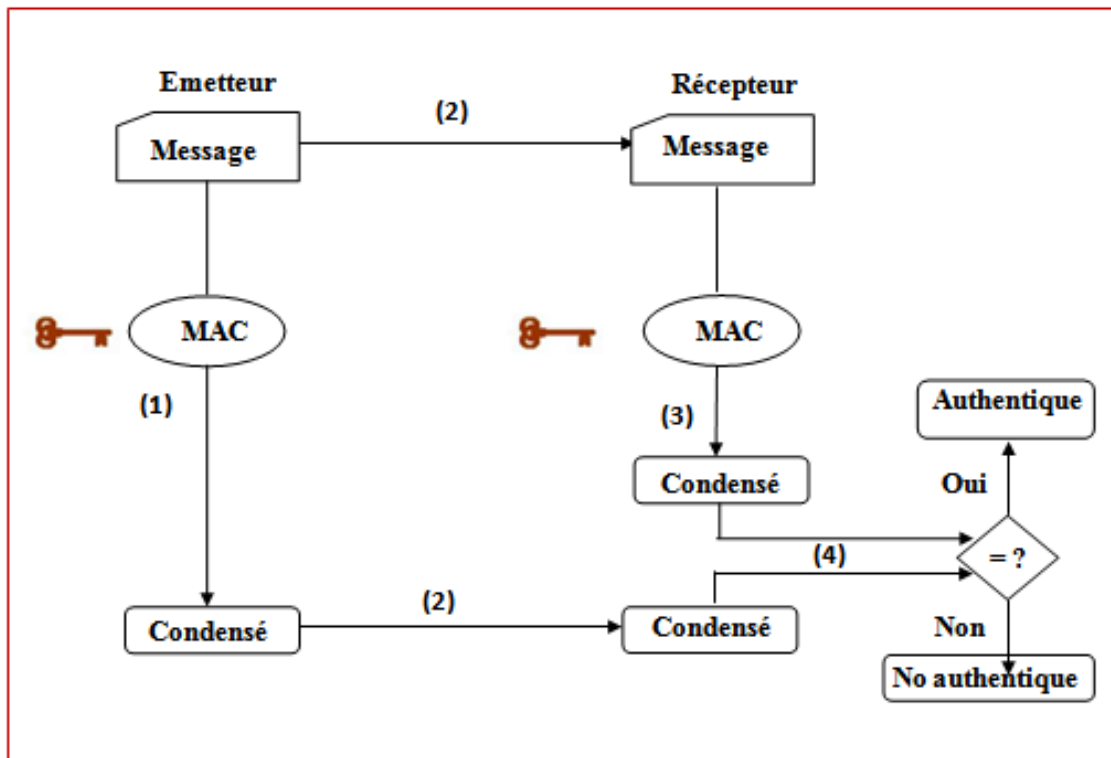 Emetteur
Récepteur
(2)
Message
Message
MAC
MAC
(1)
(3)
Authentique
Condensé
Oui
(4)
= ?
(2)
Condensé
Condensé
Non
No authentique